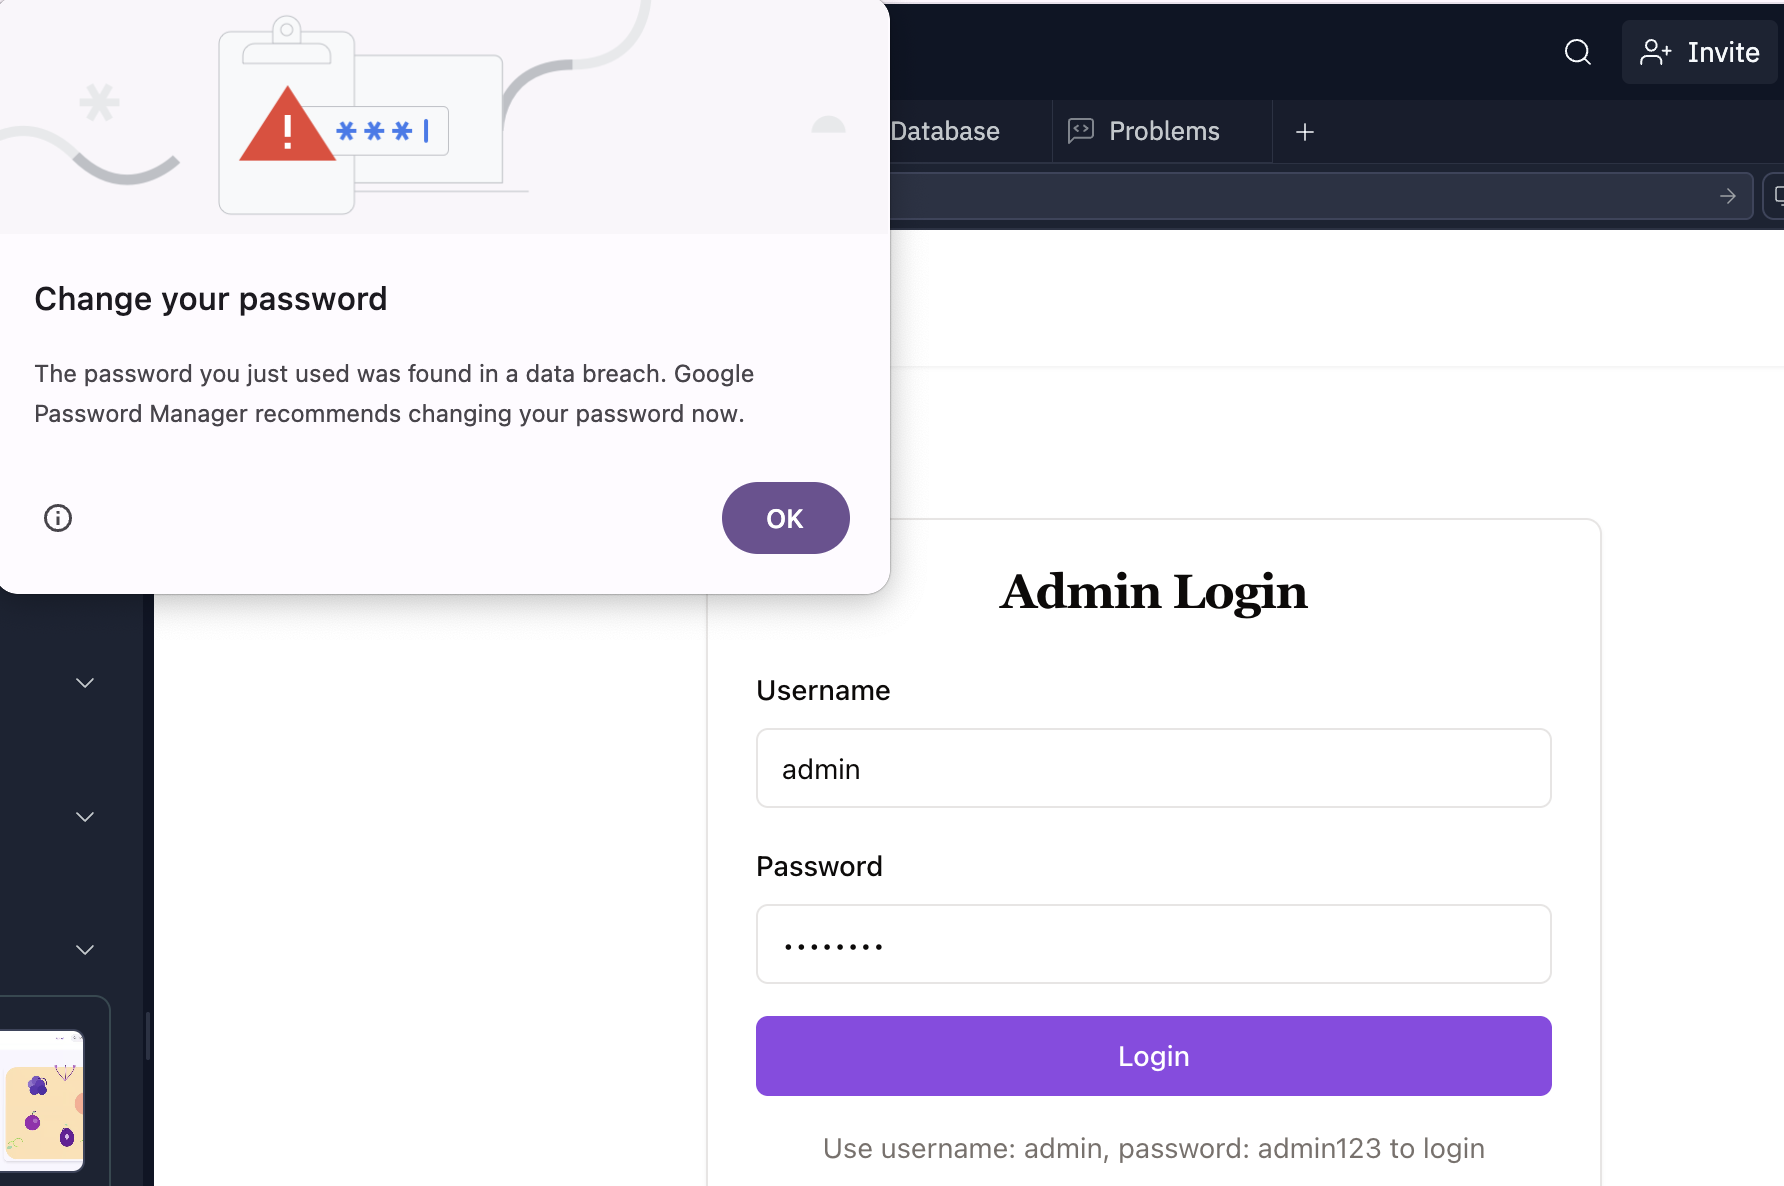 Invite
Database
Problems
***|
Change your password
The password you just used was found in a data breach. Google
Password Manager recommends changing your password now.
OK
Admin Login
Username
admin
Password
••••••••
Login
Use username: admin, password: admin123 to login